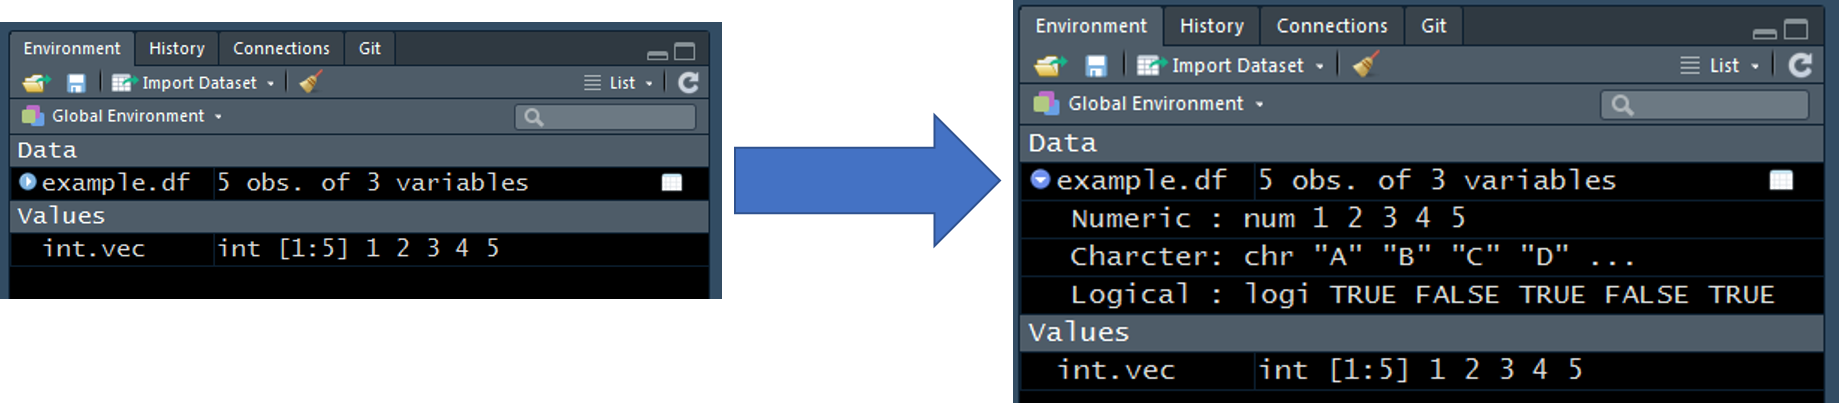 Environment History Connections Git
Import Dataset List
Global Environment
Data
example.df 5 obs. of 3 variables
Values
int.vec int [1:5] 1 2 3 4 5
Environment History Connections Git
Import Dataset List
Global Environment
Data
example.df 5 obs. of 3 variables
Numeric : num 1 2 3 4 5
Charcter: chr "A" "B" "C" "D" ...
Logical : logi TRUE FALSE TRUE FALSE TRUE
Values
int.vec int [1:5] 1 2 3 4 5